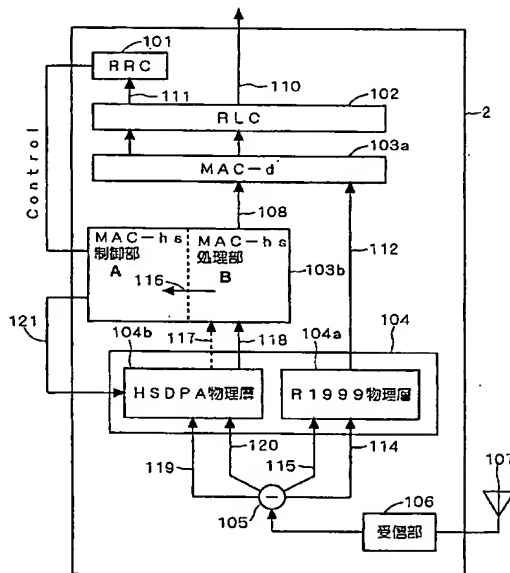 101
RRC
110
111
102
RLC
2
103a
MAC-d
Control
108
112
MAC-hs
制御部
A
MAC-hs
処理部
B
116
103b
121
117
118
104b
104a
104
HSDPA物理層
R1999物理層
119
120
115
114
105
106
受信部
107